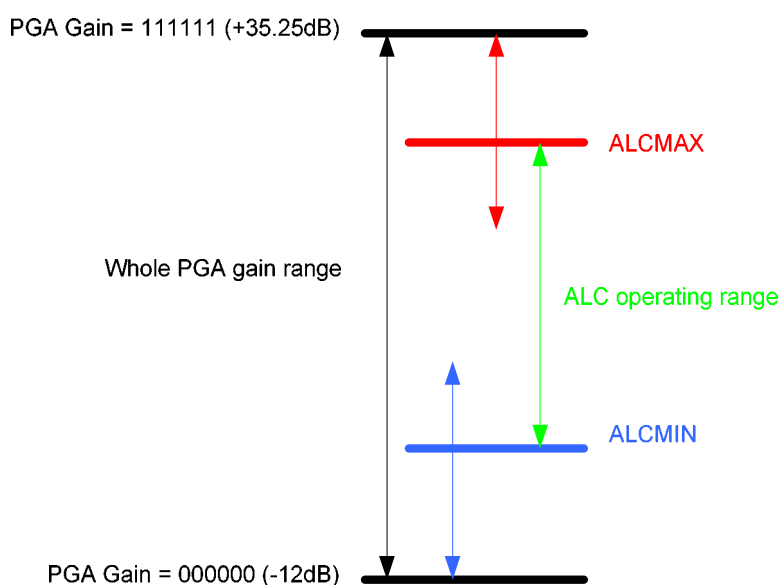 PGA Gain = 111111 (+35.25dB)
ALCMAX
Whole PGA gain range
ALC operating range
ALCMIN
PGA Gain = 000000 (-12dB)